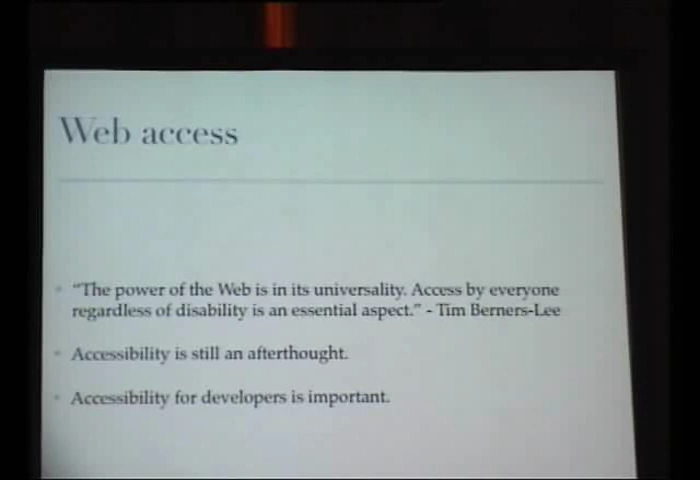 Web access
“The power of the Web is in its universality. Access by everyone
regardless of disability is an essential aspect.” - Tim Berners-Lee
Accessibility is still an afterthought.
Accessibility for developers is important.